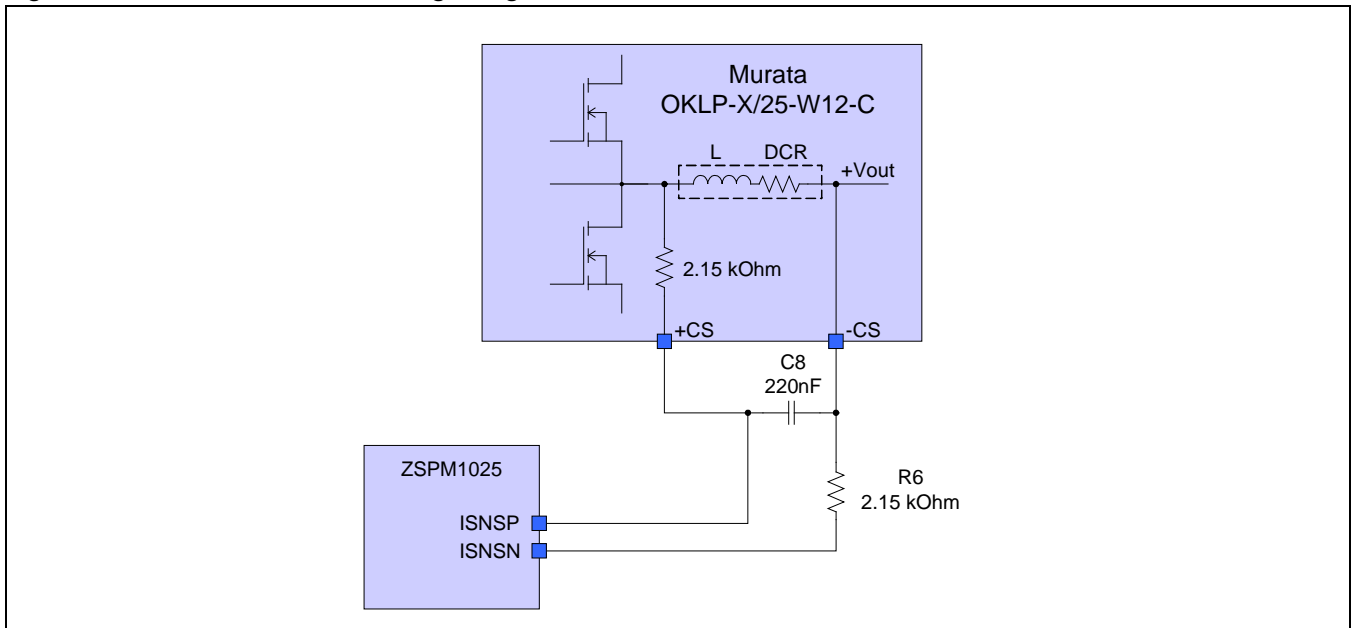 Murata
OKLP-X/25-W12-C
L
DCR
+Vout
2.15 kOhm
+CS
-CS
C8
220nF
ZSPM1025
R6
2.15 kOhm
ISNSP
ISNSN